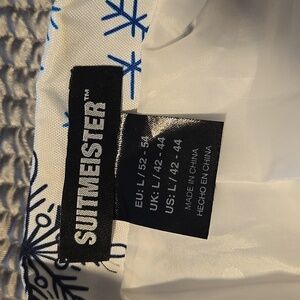 SUITMEISTER™
EU: L / 52 - 54
UK: L / 42 - 44
US: L / 42 - 44
MADE IN CHINA
HECHO EN CHINA